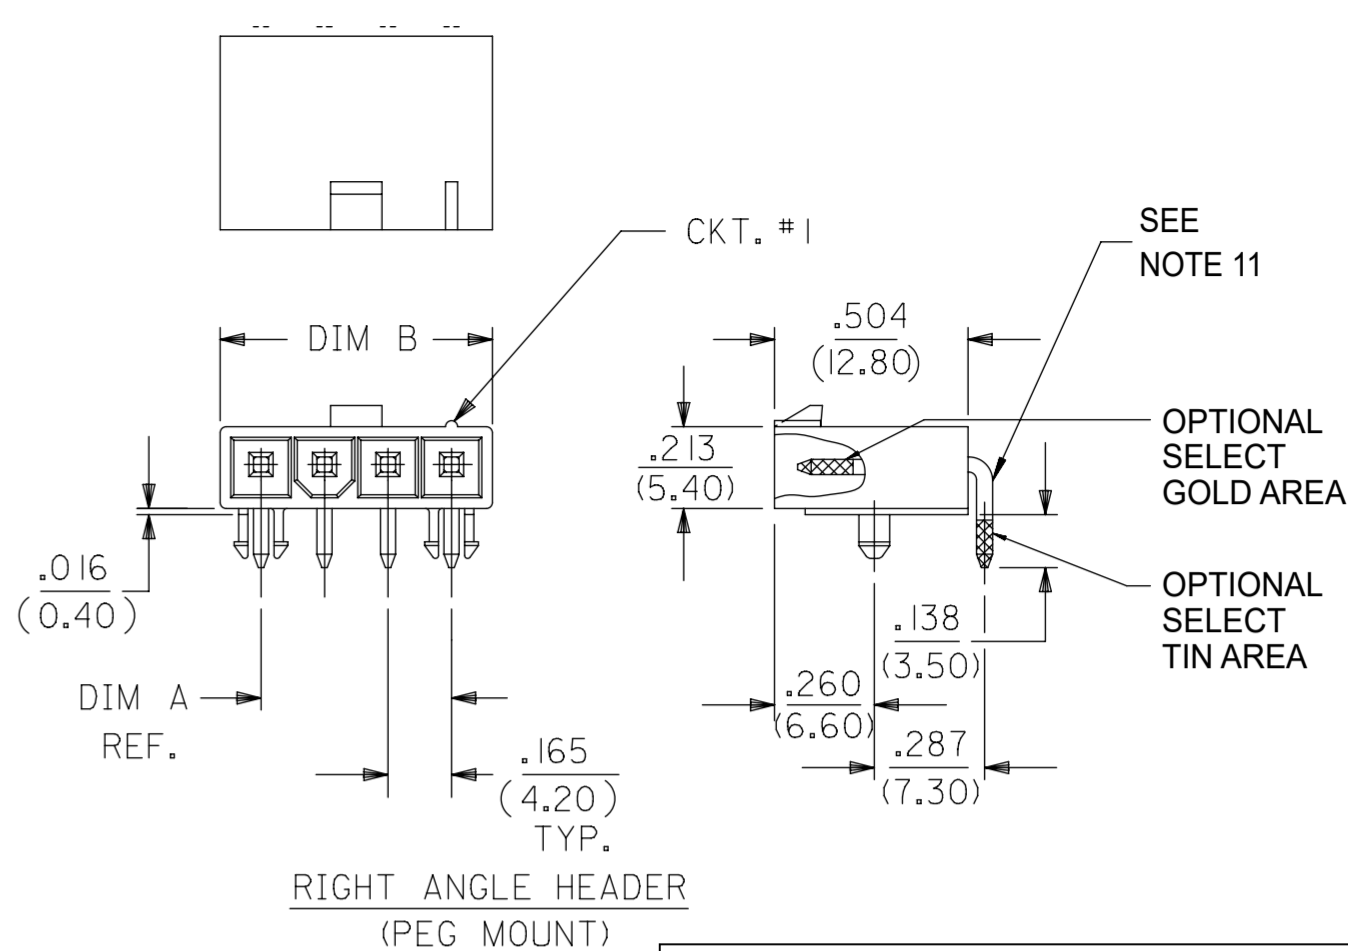 CKT. #1
SEE
NOTE 11
DIM B
.504
(12.80)
OPTIONAL
SELECT
GOLD AREA
.213
(5.40)
.016
(0.40)
OPTIONAL
SELECT
TIN AREA
.138
(3.50)
DIM A
REF.
.260
(6.60)
.287
(7.30)
.165
(4.20)
TYP.
RIGHT ANGLE HEADER
(PEG MOUNT)